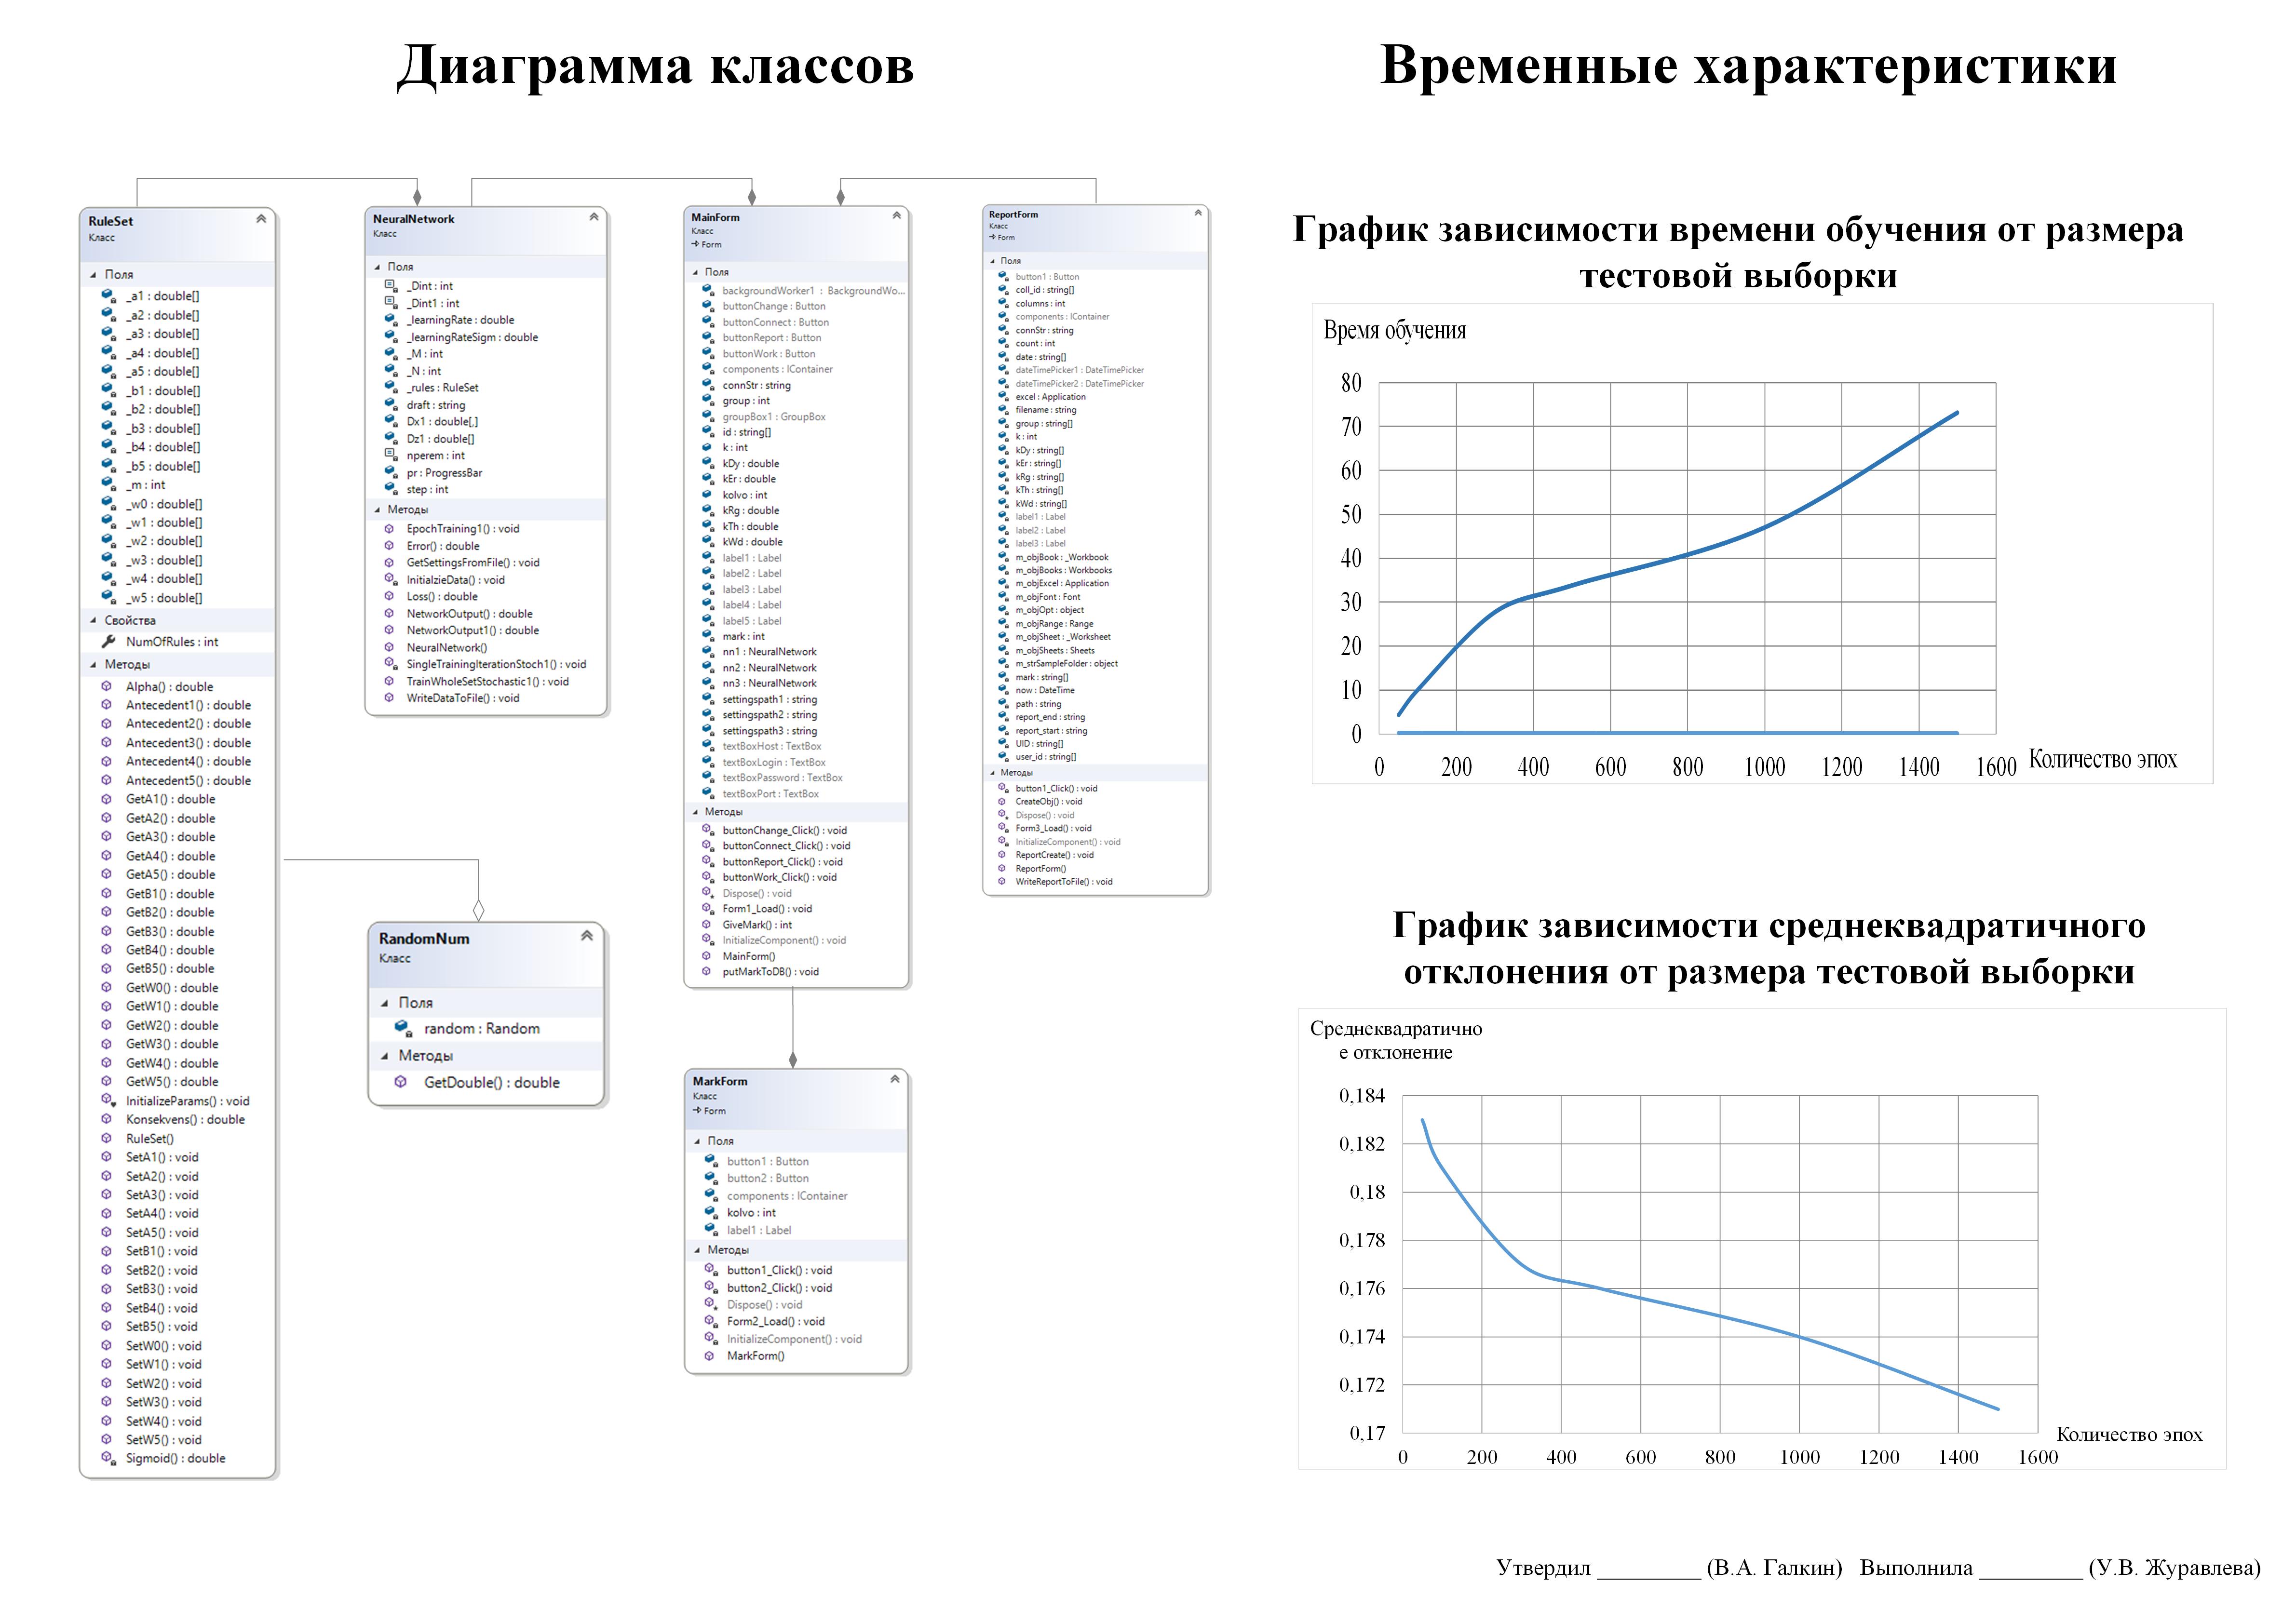 Диаграмма классов
RuleSet
Класс
Поля
_a1 : double[]
_a2 : double[]
_a3 : double[]
_a4 : double[]
_a5 : double[]
_b1 : double[]
_b2 : double[]
_b3 : double[]
_b4 : double[]
_b5 : double[]
_m : int
_w0 : double[]
_w1 : double[]
_w2 : double[]
_w3 : double[]
_w4 : double[]
_w5 : double[]
Свойства
NumOfRules : int
Методы
Alpha() : double
Antecedent1() : double
Antecedent2() : double
Antecedent3() : double
Antecedent4() : double
Antecedent5() : double
GetA1() : double
GetA2() : double
GetA3() : double
GetA4() : double
GetA5() : double
GetB1() : double
GetB2() : double
GetB3() : double
GetB4() : double
GetB5() : double
GetW0() : double
GetW1() : double
GetW2() : double
GetW3() : double
GetW4() : double
GetW5() : double
InitializeParams() : void
Konsekvens() : double
RuleSet()
SetA1() : void
SetA2() : void
SetA3() : void
SetA4() : void
SetA5() : void
SetB1() : void
SetB2() : void
SetB3() : void
SetB4() : void
SetB5() : void
SetW0() : void
SetW1() : void
SetW2() : void
SetW3() : void
SetW4() : void
SetW5() : void
Sigmoid() : double
NeuralNetwork
Класс
Поля
_Dint : int
_Dint1 : int
_learningRate : double
_learningRateSigm : double
_M : int
_N : int
_rules : RuleSet
draft : string
Dx1 : double[,]
Dz1 : double[]
nperem : int
pr : ProgressBar
step : int
Методы
EpochTraining1() : void
Error() : double
GetSettingsFromFile() : void
InitialzieData() : void
Loss() : double
NetworkOutput() : double
NetworkOutput1() : double
NeuralNetwork()
SingleTrainingIterationStoch1() : void
TrainWholeSetStochastic1() : void
WriteDataToFile() : void
RandomNum
Класс
Поля
random : Random
Методы
GetDouble() : double
MainForm
Класс
Form
Поля
backgroundWorker1 : BackgroundWo...
buttonChange : Button
buttonConnect : Button
buttonReport : Button
buttonWork : Button
components : IContainer
connStr : string
group : int
groupBox1 : GroupBox
id : string[]
k : int
kDy : double
kEr : double
kolvo : int
kRg : double
kTh : double
kWd : double
label1 : Label
label2 : Label
label3 : Label
label4 : Label
label5 : Label
mark : int
nn1 : NeuralNetwork
nn2 : NeuralNetwork
nn3 : NeuralNetwork
settingspath1 : string
settingspath2 : string
settingspath3 : string
textBoxHost : TextBox
textBoxLogin : TextBox
textBoxPassword : TextBox
textBoxPort : TextBox
Методы
buttonChange_Click() : void
buttonConnect_Click() : void
buttonReport_Click() : void
buttonWork_Click() : void
Dispose() : void
Form1_Load() : void
GiveMark() : int
InitializeComponent() : void
MainForm()
putMarkToDB() : void
MarkForm
Класс
Form
Поля
button1 : Button
button2 : Button
components : IContainer
kolvo : int
label1 : Label
Методы
button1_Click() : void
button2_Click() : void
Dispose() : void
Form2_Load() : void
InitializeComponent() : void
MarkForm()
ReportForm
Класс
Form
Поля
button1 : Button
coll_id : string[]
columns : int
components : IContainer
connStr : string
count : int
date : string[]
dateTimePicker1 : DateTimePicker
dateTimePicker2 : DateTimePicker
excel : Application
filename : string
group : string[]
k : int
kDy : string[]
kEr : string[]
kRg : string[]
kTh : string[]
kWd : string[]
label1 : Label
label2 : Label
label3 : Label
m_objBook : _Workbook
m_objBooks : Workbooks
m_objExcel : Application
m_objFont : Font
m_objOpt : object
m_objRange : Range
m_objSheet : _Worksheet
m_objSheets : Sheets
m_strSampleFolder : object
mark : string[]
now : DateTime
path : string
report_end : string
report_start : string
UID : string[]
user_id : string[]
Методы
button1_Click() : void
CreateObj() : void
Dispose() : void
Form3_Load() : void
InitializeComponent() : void
ReportCreate() : void
ReportForm()
WriteReportToFile() : void
Временные характеристики
График зависимости времени обучения от размера
тестовой выборки
Время обучения
80
70
60
50
40
30
20
10
0
0 200 400 600 800 1000 1200 1400 1600
Количество эпох
График зависимости среднеквадратичного
отклонения от размера тестовой выборки
Среднеквадратично
е отклонение
0,184
0,182
0,18
0,178
0,176
0,174
0,172
0,17
0 200 400 600 800 1000 1200 1400 1600
Количество эпох
Утвердил _________ (В.А. Галкин) Выполнила _________ (У.В. Журавлева)